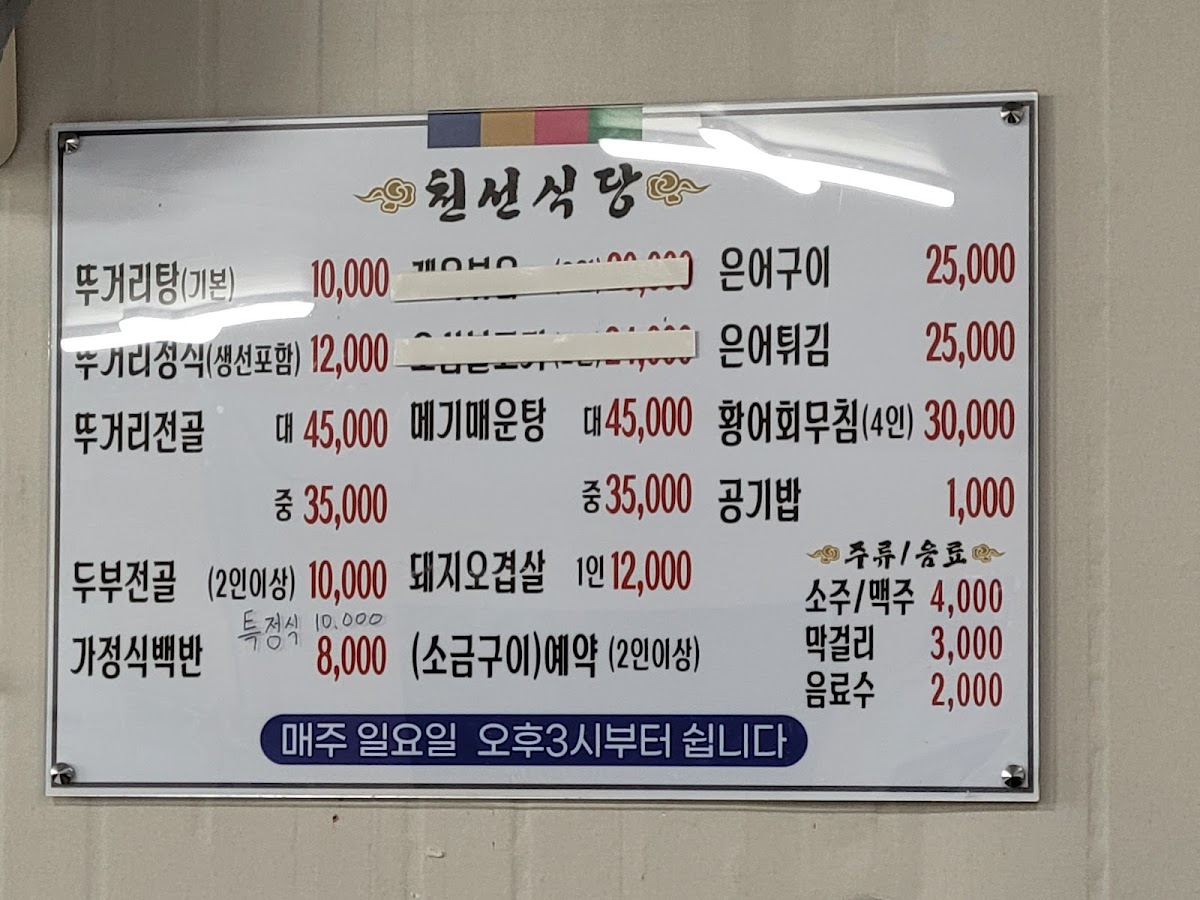 천선식당
뚜거리탕(기본) 10,000
뚜거리정식(생선포함) 12,000
뚜거리전골 대 45,000
중 35,000
두부전골 (2인이상) 10,000
특정식 10.000
가정식백반 8,000
메기매운탕 대 45,000
중 35,000
돼지오겹살 1인 12,000
(소금구이)예약 (2인이상)
은어구이 25,000
은어튀김 25,000
황어회무침(4인) 30,000
공기밥 1,000
주류/음료
소주/맥주 4,000
막걸리 3,000
음료수 2,000
매주 일요일 오후3시부터 쉽니다